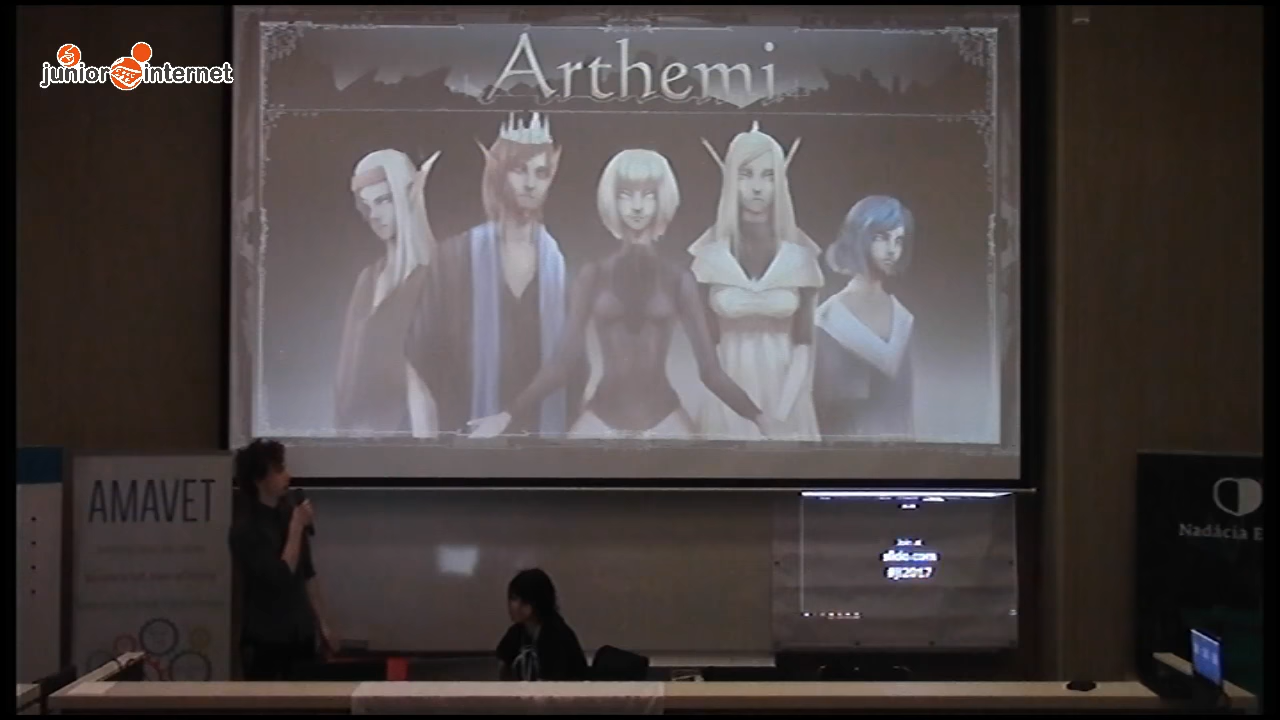 junior internet
Arthemi
AMAVET
Nadácia E
Join at
slido.com
#JI2017